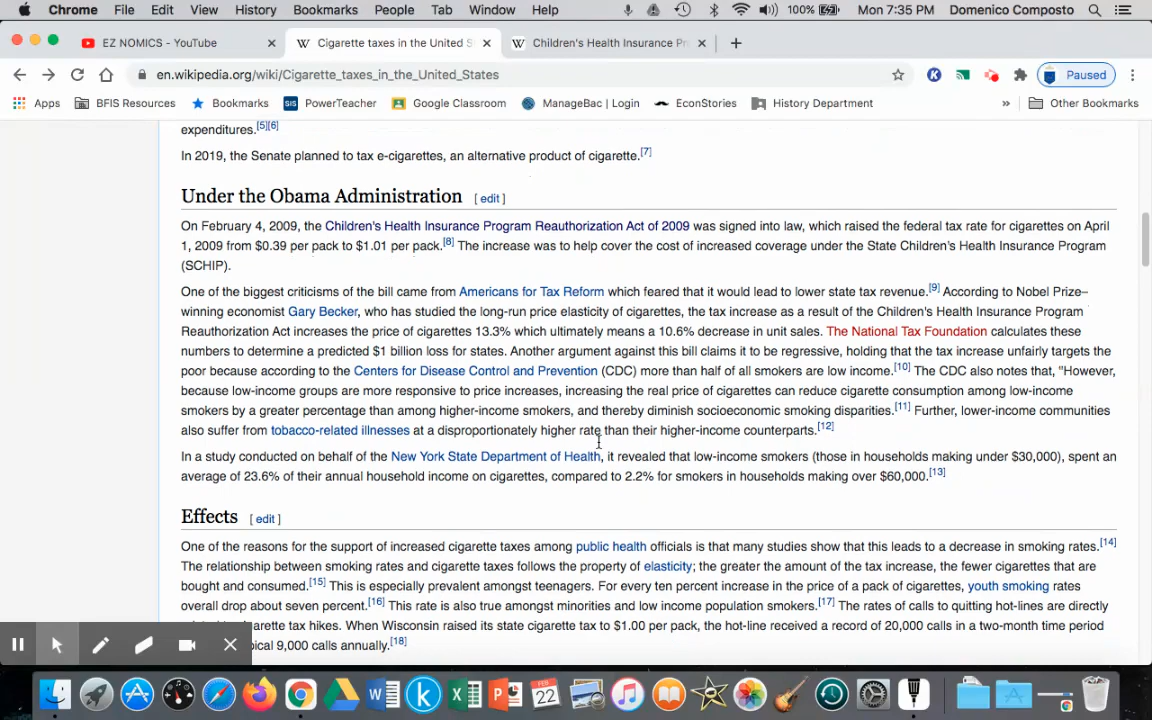 Chrome File Edit View History Bookmarks People Tab Window Help 100% Mon 7:35 PM Domenico Composto
EZ NOMICS - YouTube Cigarette taxes in the United S Children's Health Insurance Pr
en.wikipedia.org/wiki/Cigarette_taxes_in_the_United_States Paused
Apps BFIS Resources Bookmarks PowerTeacher Google Classroom ManageBac | Login EconStories History Department » Other Bookmarks
expenditures.[5][6]
In 2019, the Senate planned to tax e-cigarettes, an alternative product of cigarette.[7]
Under the Obama Administration [ edit ]
On February 4, 2009, the Children's Health Insurance Program Reauthorization Act of 2009 was signed into law, which raised the federal tax rate for cigarettes on April
1, 2009 from $0.39 per pack to $1.01 per pack.[8] The increase was to help cover the cost of increased coverage under the State Children's Health Insurance Program
(SCHIP).
One of the biggest criticisms of the bill came from Americans for Tax Reform which feared that it would lead to lower state tax revenue.[9] According to Nobel Prize–
winning economist Gary Becker, who has studied the long-run price elasticity of cigarettes, the tax increase as a result of the Children's Health Insurance Program
Reauthorization Act increases the price of cigarettes 13.3% which ultimately means a 10.6% decrease in unit sales. The National Tax Foundation calculates these
numbers to determine a predicted $1 billion loss for states. Another argument against this bill claims it to be regressive, holding that the tax increase unfairly targets the
poor because according to the Centers for Disease Control and Prevention (CDC) more than half of all smokers are low income.[10] The CDC also notes that, "However,
because low-income groups are more responsive to price increases, increasing the real price of cigarettes can reduce cigarette consumption among low-income
smokers by a greater percentage than among higher-income smokers, and thereby diminish socioeconomic smoking disparities.[11] Further, lower-income communities
also suffer from tobacco-related illnesses at a disproportionately higher rate than their higher-income counterparts.[12]
In a study conducted on behalf of the New York State Department of Health, it revealed that low-income smokers (those in households making under $30,000), spent an
average of 23.6% of their annual household income on cigarettes, compared to 2.2% for smokers in households making over $60,000.[13]
Effects [ edit ]
One of the reasons for the support of increased cigarette taxes among public health officials is that many studies show that this leads to a decrease in smoking rates.[14]
The relationship between smoking rates and cigarette taxes follows the property of elasticity; the greater the amount of the tax increase, the fewer cigarettes that are
bought and consumed.[15] This is especially prevalent amongst teenagers. For every ten percent increase in the price of a pack of cigarettes, youth smoking rates
overall drop about seven percent.[16] This rate is also true amongst minorities and low income population smokers.[17] The rates of calls to quitting hot-lines are directly
arette tax hikes. When Wisconsin raised its state cigarette tax to $1.00 per pack, the hot-line received a record of 20,000 calls in a two-month time period
ical 9,000 calls annually.[18]
FEB
22